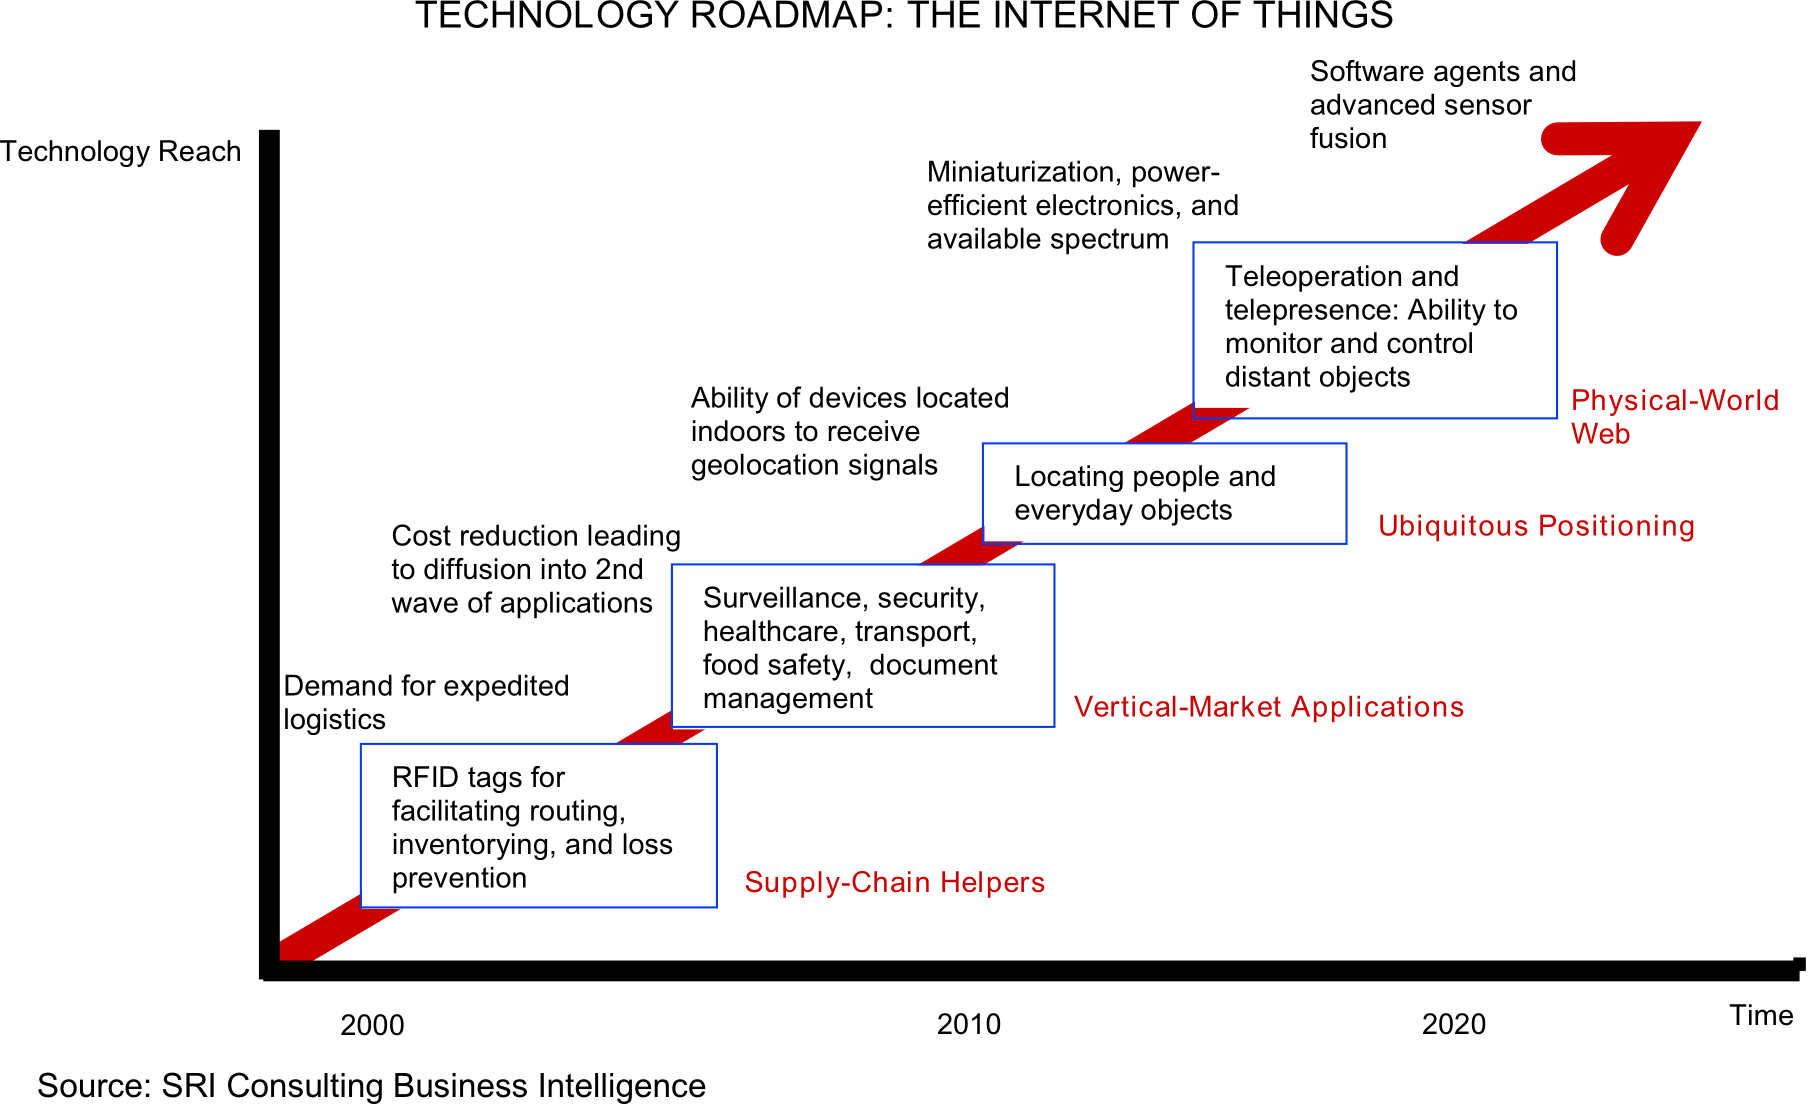 TECHNOLOGY ROADMAP: THE INTERNET OF THINGS
Software agents and
advanced sensor
fusion
Technology Reach
Miniaturization, power-
efficient electronics, and
available spectrum
Teleoperation and
telepresence: Ability to
monitor and control
distant objects
Physical-World
Web
Ability of devices located
indoors to receive
geolocation signals
Locating people and
everyday objects
Ubiquitous Positioning
Cost reduction leading
to diffusion into 2nd
wave of applications
Surveillance, security,
healthcare, transport,
food safety,  document
management
Vertical-Market Applications
Demand for expedited
logistics
RFID tags for
facilitating routing,
inventorying, and loss
prevention
Supply-Chain Helpers
2000
2010
2020
Time
Source: SRI Consulting Business Intelligence